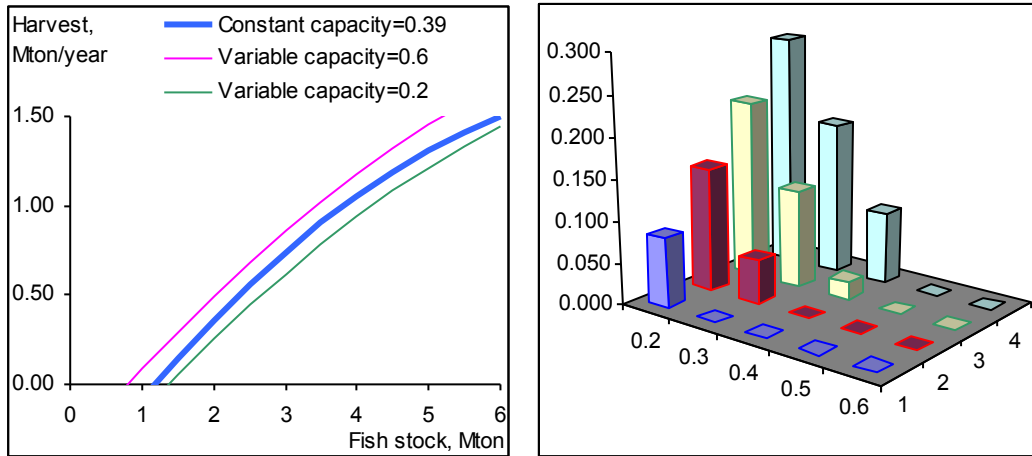 Harvest,
Mton/year
Constant capacity=0.39
Variable capacity=0.6
Variable capacity=0.2
1.50
1.00
0.50
0.00
0 1 2 3 4 5 6
Fish stock, Mton
0.300
0.250
0.200
0.150
0.100
0.050
0.000
0.2 0.3 0.4 0.5 0.6
1 2 3 4